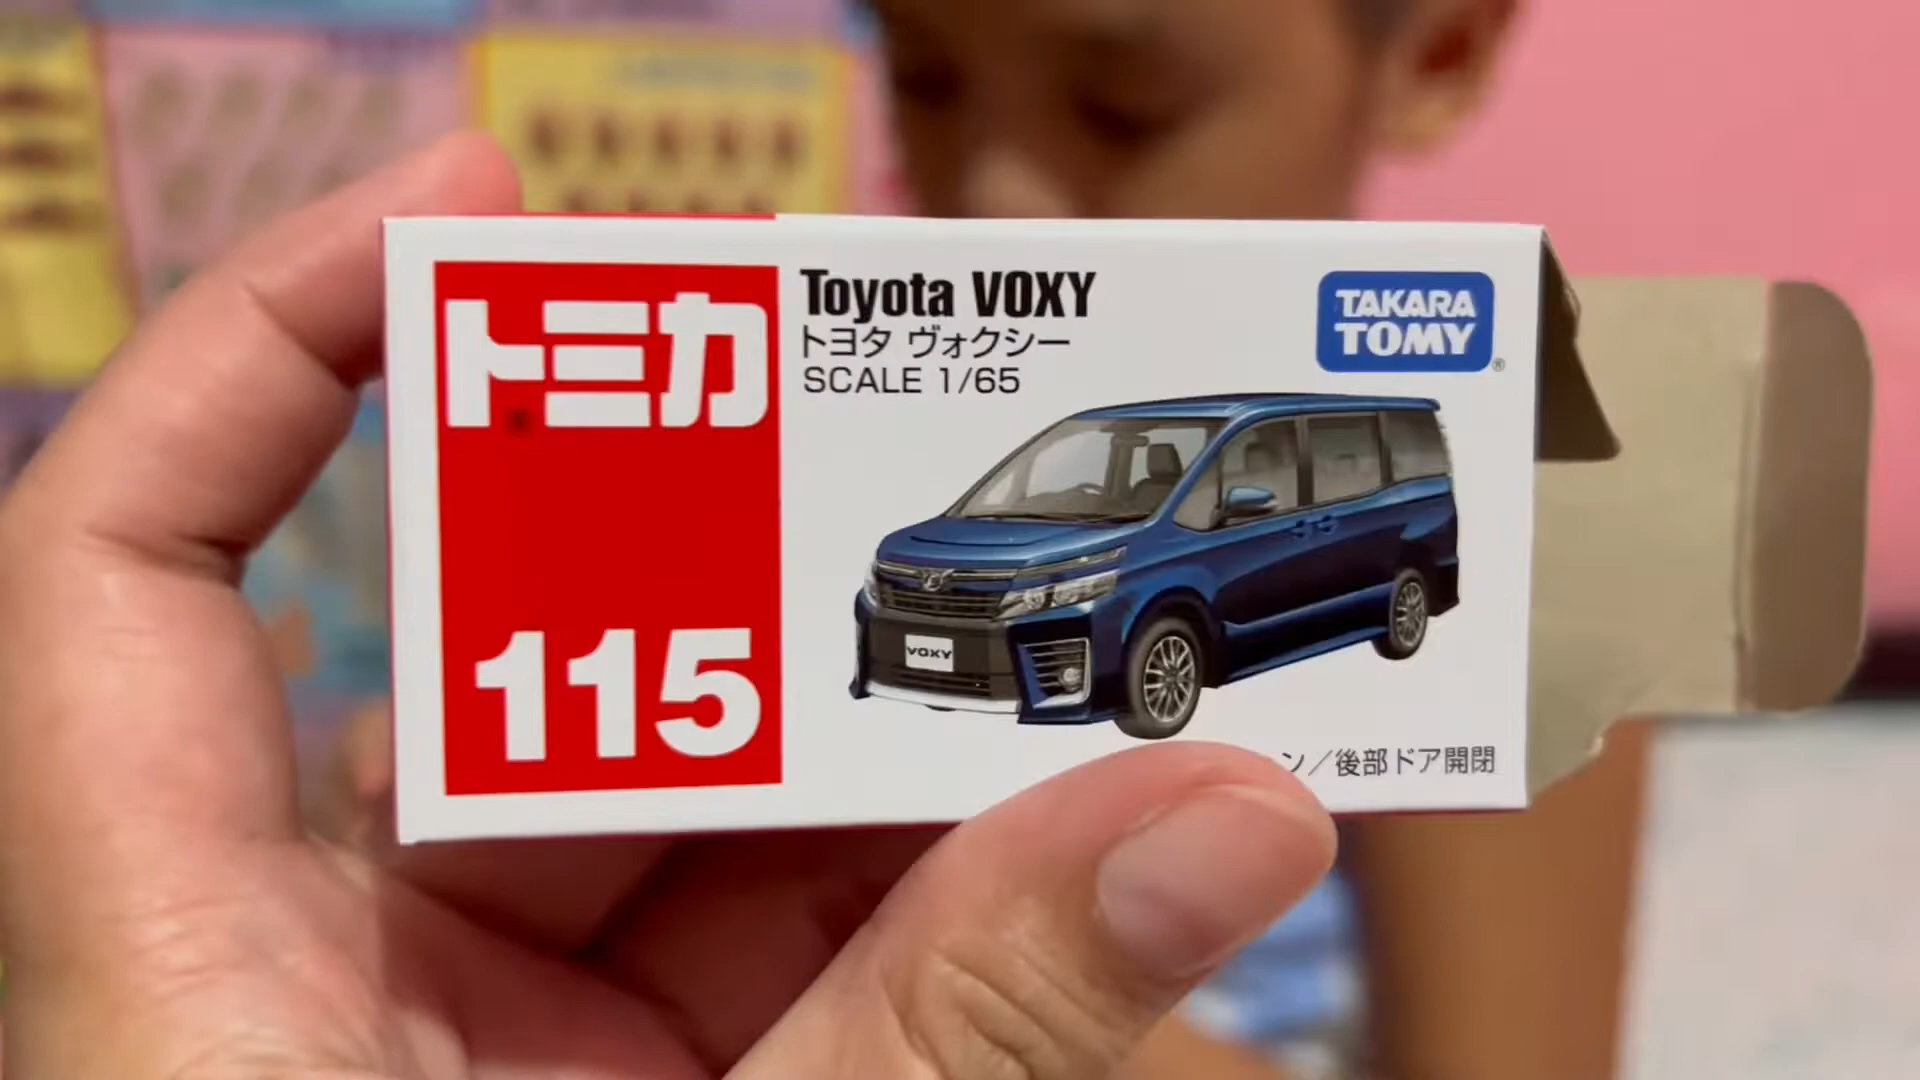 トミカ
115
Toyota VOXY
トヨタ ヴォクシー
SCALE 1/65
TAKARA
TOMY
®
VOXY
ン／後部ドア開閉